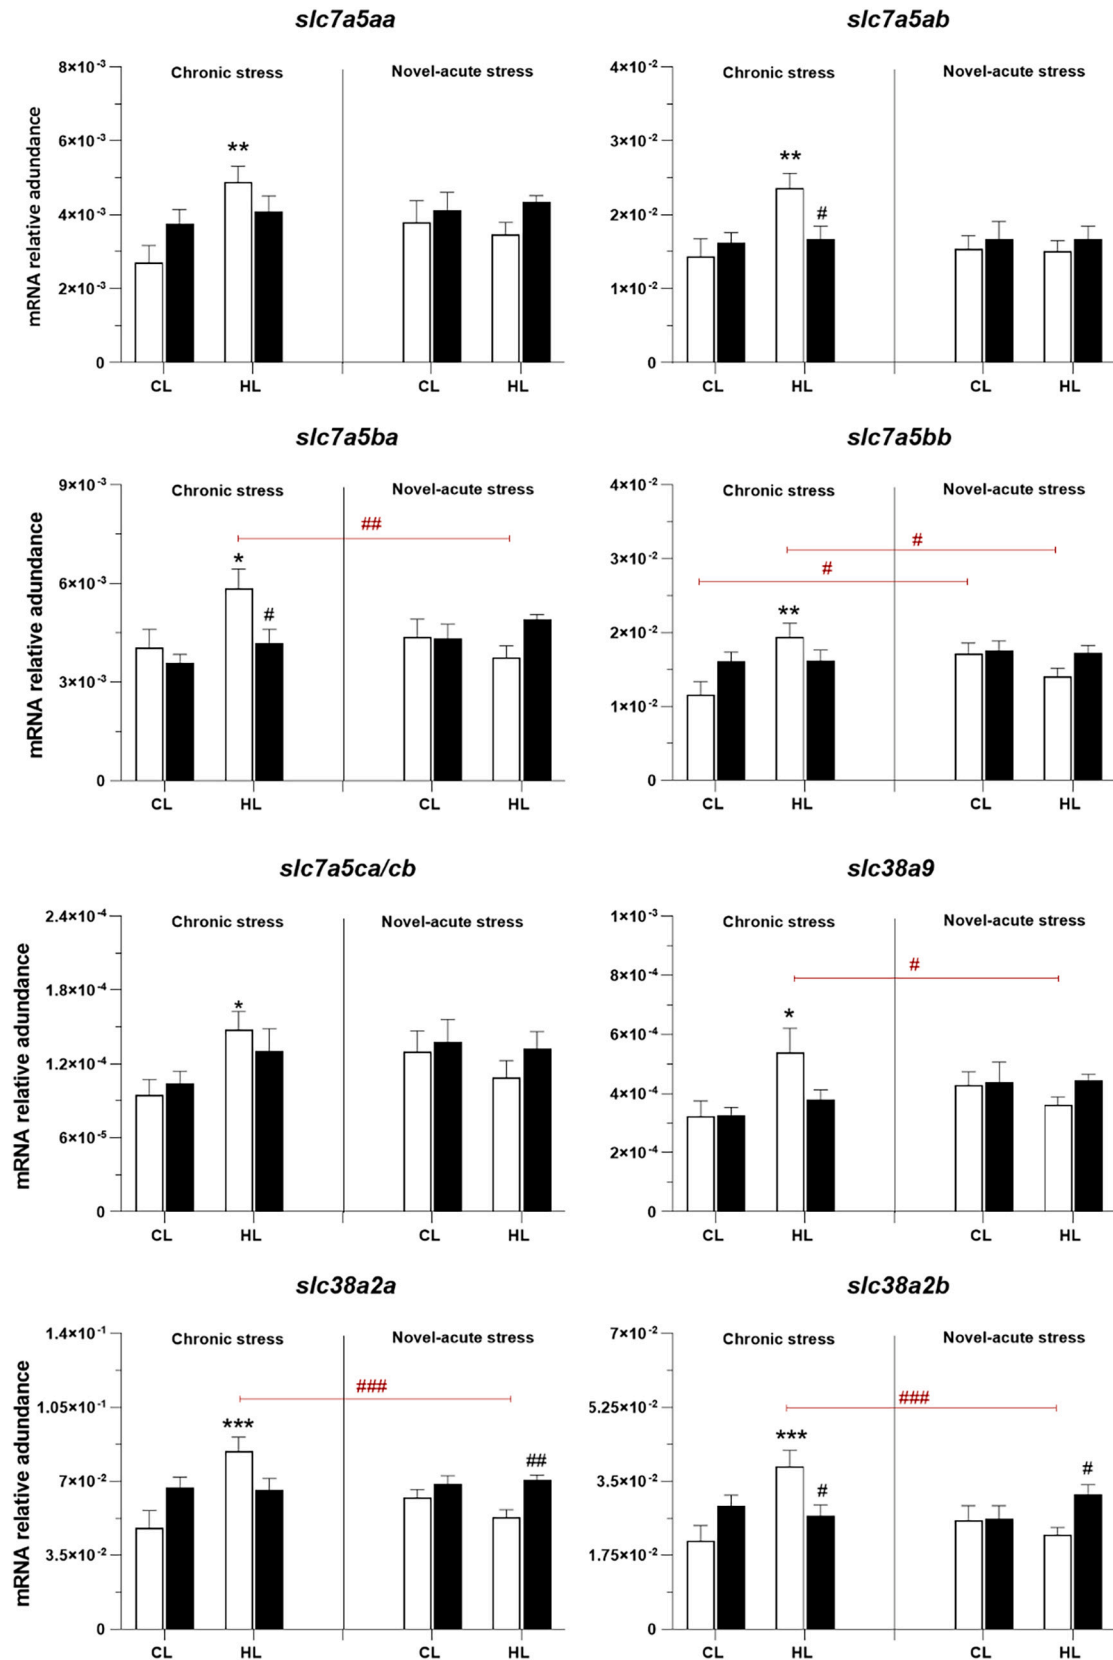 slc7a5aa slc7a5ab
Chronic stress Novel-acute stress Chronic stress Novel-acute stress
mRNA relative adundance
8×10-3
6×10-3
4×10-3
2×10-3
0
**
CL HL CL HL
4×10-2
3×10-2
2×10-2
1×10-2
0
**
#
CL HL CL HL
slc7a5ba slc7a5bb
Chronic stress Novel-acute stress Chronic stress Novel-acute stress
mRNA relative adundance
9×10-3
6×10-3
3×10-3
0
##
*
#
CL HL CL HL
4×10-2
3×10-2
2×10-2
1×10-2
0
#
#
**
CL HL CL HL
slc7a5ca/cb slc38a9
Chronic stress Novel-acute stress Chronic stress Novel-acute stress
mRNA relative adundance
2.4×10-4
1.8×10-4
1.2×10-4
6×10-5
0
*
CL HL CL HL
1×10-3
8×10-4
6×10-4
4×10-4
2×10-4
0
#
*
CL HL CL HL
slc38a2a slc38a2b
Chronic stress Novel-acute stress Chronic stress Novel-acute stress
mRNA relative adundance
1.4×10-1
1.05×10-1
7×10-2
3.5×10-2
0
###
***
##
CL HL CL HL
7×10-2
5.25×10-2
3.5×10-2
1.75×10-2
0
###
***
#
#
CL HL CL HL